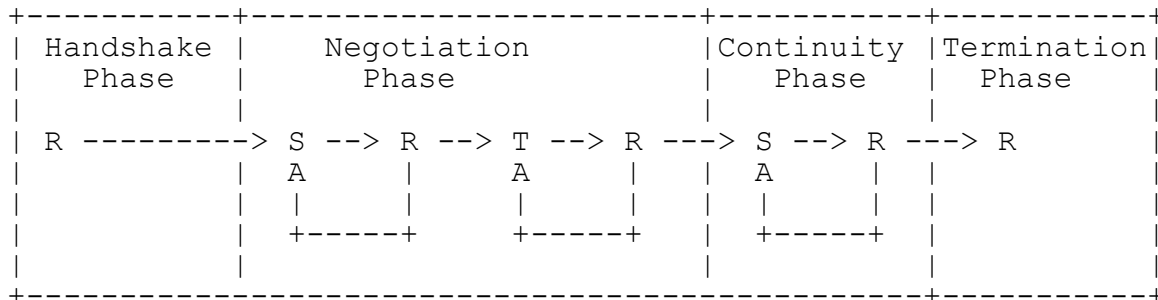 +-----------+-----------------------+-----------+-----------+
| Handshake |    Negotiation        |Continuity |Termination|
|   Phase   |      Phase            |   Phase   |  Phase    |
|           |                       |           |           |
| R ---------> S --> R --> T --> R ---> S --> R ---> R      |
|           |  A     |     A     |  |  A     |  |           |
|           |  |     |     |     |  |  |     |  |           |
|           |  +-----+     +-----+  |  +-----+  |           |
|           |                       |           |           |
+-----------------------------------------------+-----------+